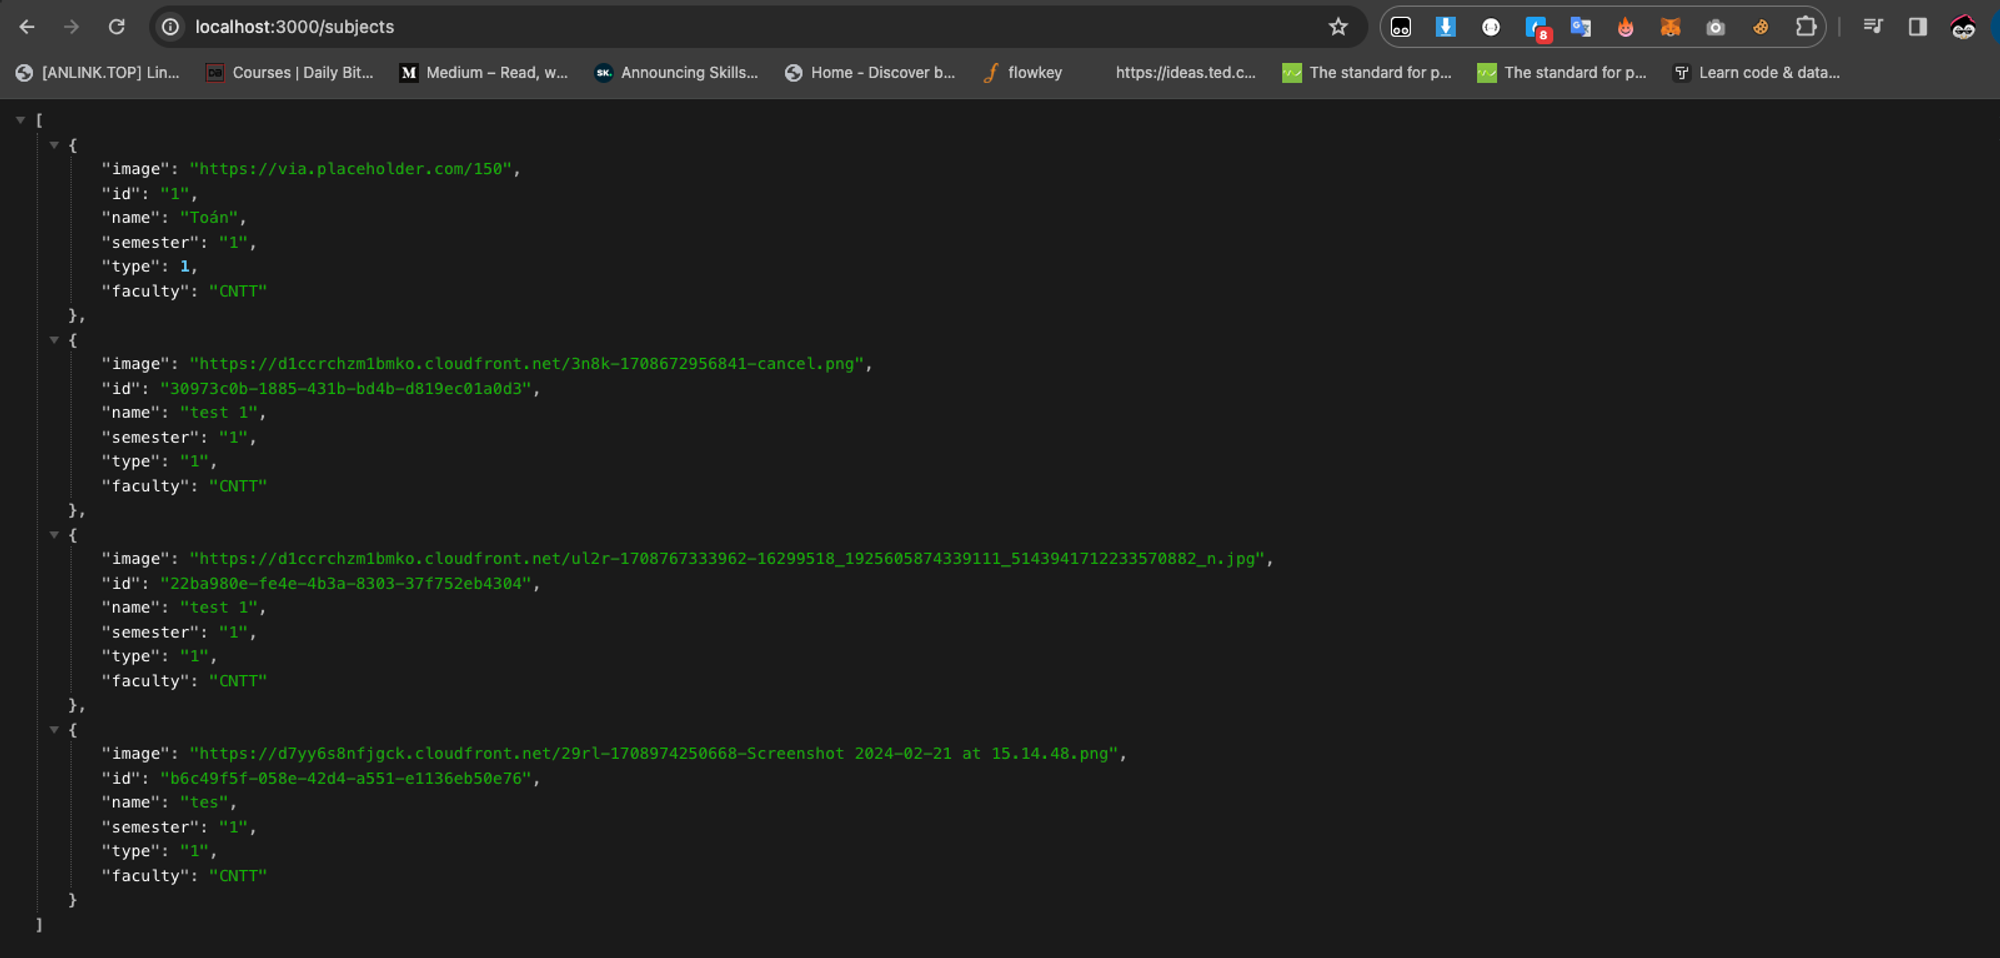 localhost:3000/subjects
8
[ANLINK.TOP] Lin...
DB
Courses | Daily Bit...
M
Medium – Read, w...
SK.
Announcing Skills...
Home - Discover b...
flowkey
https://ideas.ted.c...
The standard for p...
The standard for p...
Learn code & data...
[
{
"image": "https://via.placeholder.com/150",
"id": "1",
"name": "Toán",
"semester": "1",
"type": 1,
"faculty": "CNTT"
},
{
"image": "https://d1ccrchzm1bmko.cloudfront.net/3n8k-1708672956841-cancel.png",
"id": "30973c0b-1885-431b-bd4b-d819ec01a0d3",
"name": "test 1",
"semester": "1",
"type": "1",
"faculty": "CNTT"
},
{
"image": "https://d1ccrchzm1bmko.cloudfront.net/ul2r-1708767333962-16299518_1925605874339111_5143941712233570882_n.jpg",
"id": "22ba980e-fe4e-4b3a-8303-37f752eb4304",
"name": "test 1",
"semester": "1",
"type": "1",
"faculty": "CNTT"
},
{
"image": "https://d7yy6s8nfjgck.cloudfront.net/29rl-1708974250668-Screenshot 2024-02-21 at 15.14.48.png",
"id": "b6c49f5f-058e-42d4-a551-e1136eb50e76",
"name": "tes",
"semester": "1",
"type": "1",
"faculty": "CNTT"
}
]